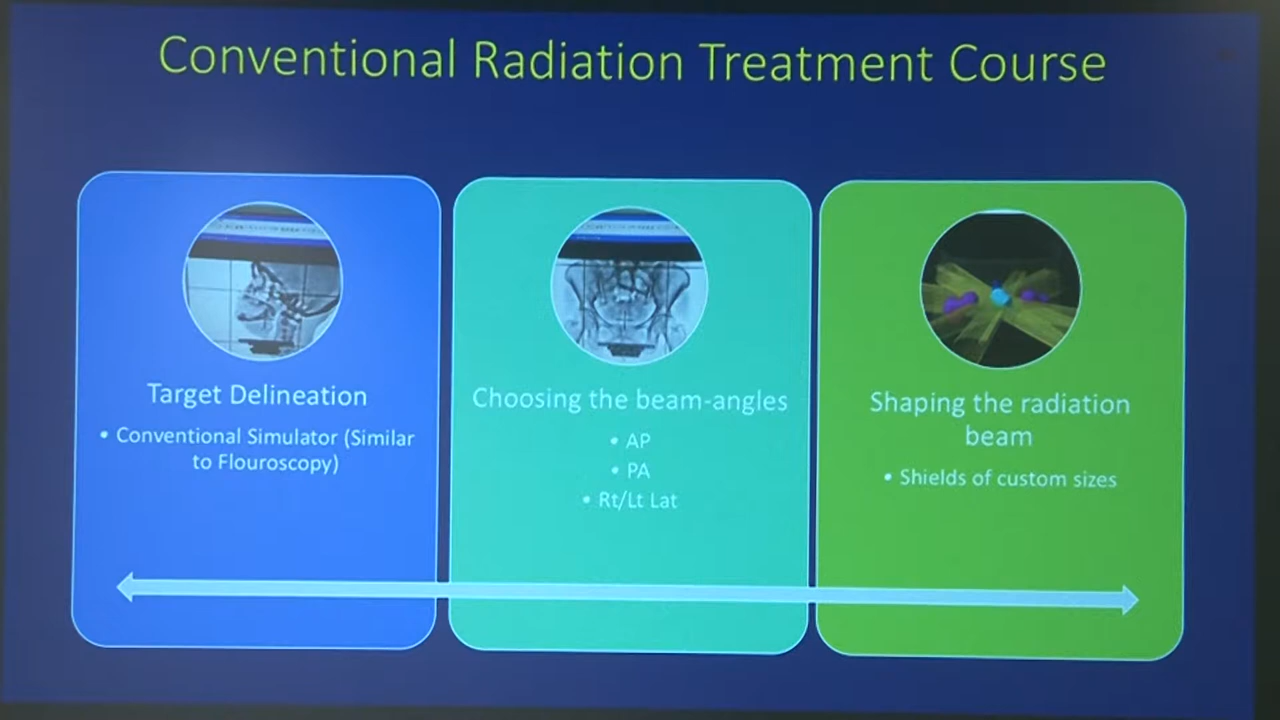 Conventional Radiation Treatment Course
Target Delineation
• Conventional Simulator (Similar
to Flouroscopy)
Choosing the beam-angles
• AP
• PA
• Rt/Lt Lat
Shaping the radiation
beam
• Shields of custom sizes